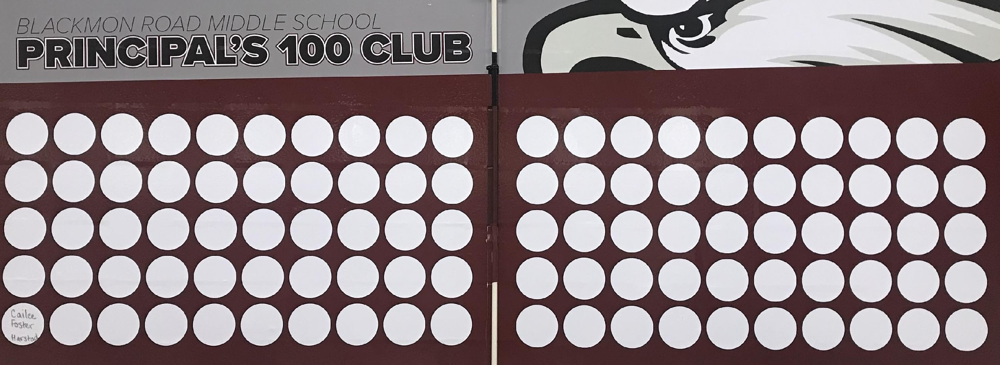 BLACKMON ROAD MIDDLE SCHOOL
PRINCIPAL'S 100 CLUB
Cailee
Foster
Harstad